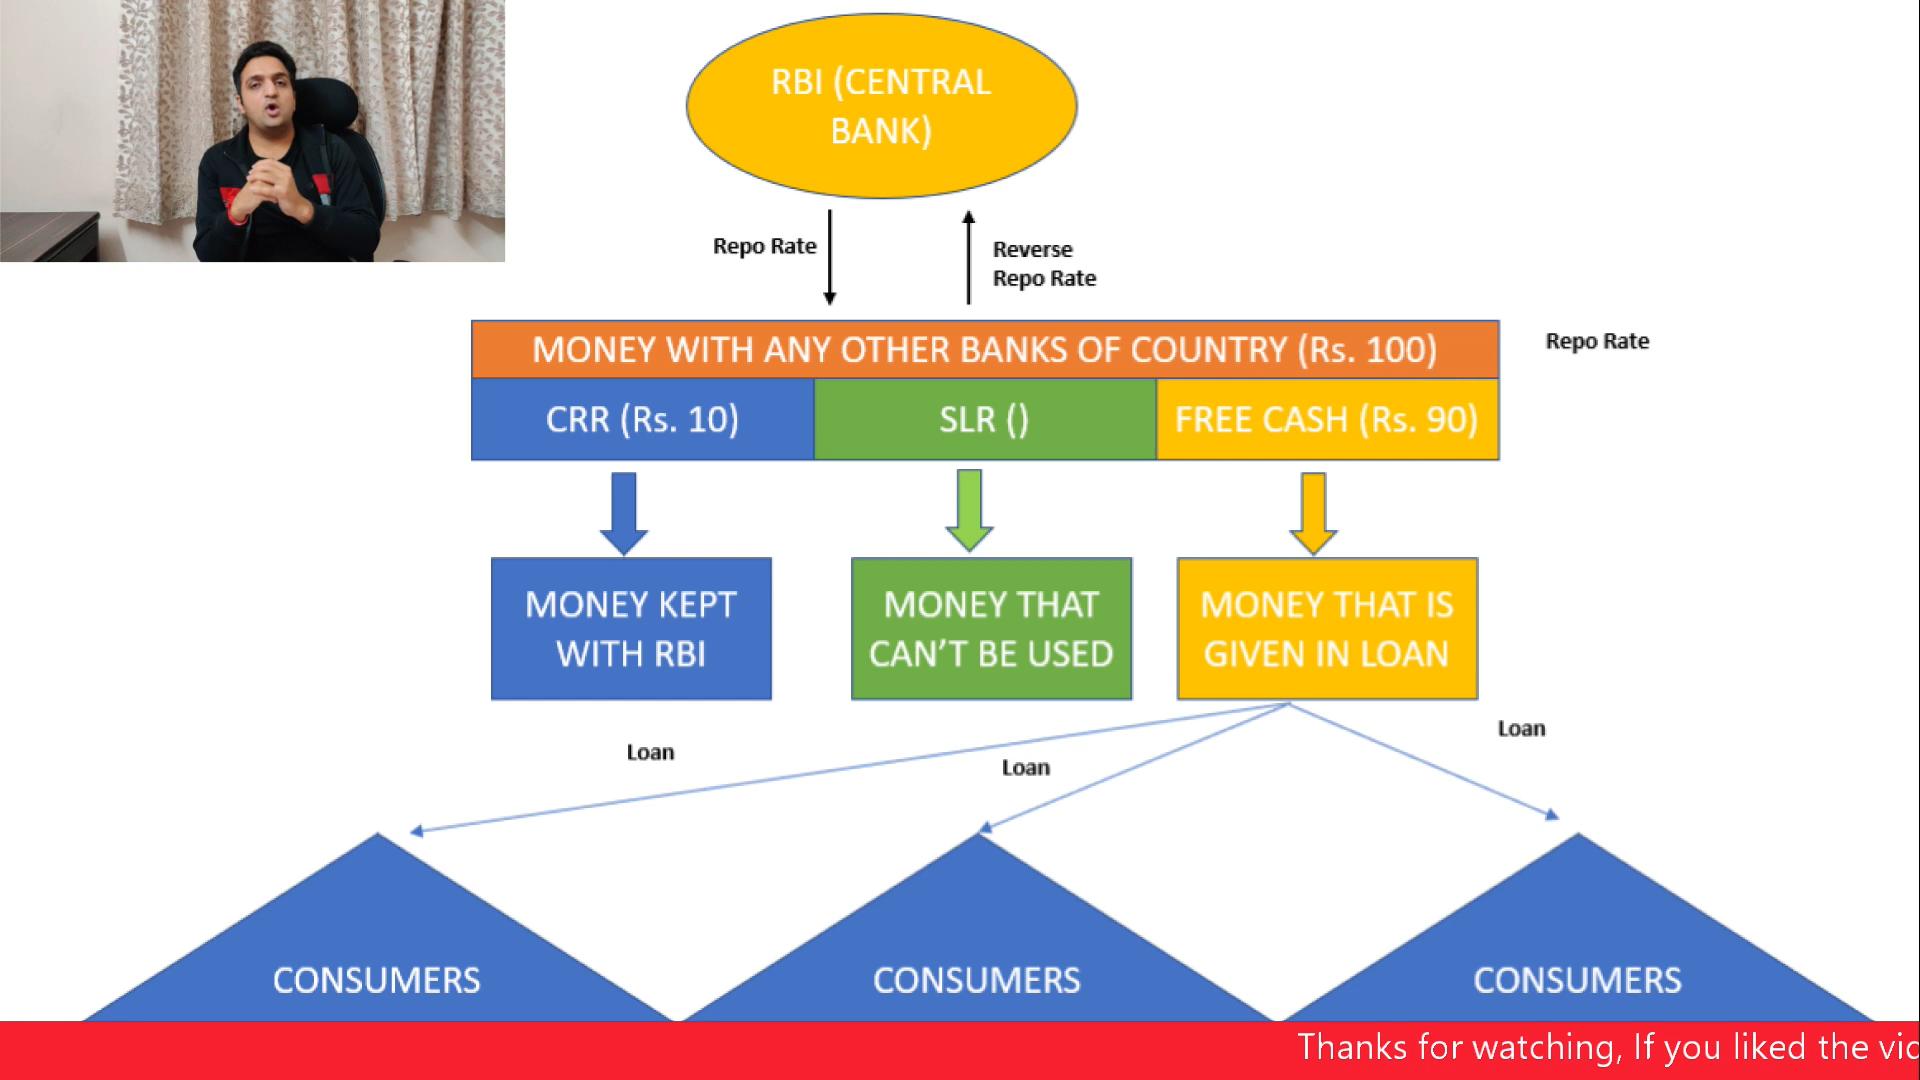 RBI (CENTRAL
BANK)
Repo Rate
Reverse
Repo Rate
MONEY WITH ANY OTHER BANKS OF COUNTRY (Rs. 100)
Repo Rate
CRR (Rs. 10)
SLR ()
FREE CASH (Rs. 90)
MONEY KEPT
WITH RBI
MONEY THAT
CAN'T BE USED
MONEY THAT IS
GIVEN IN LOAN
Loan
Loan
Loan
CONSUMERS
CONSUMERS
CONSUMERS
Thanks for watching, If you liked the